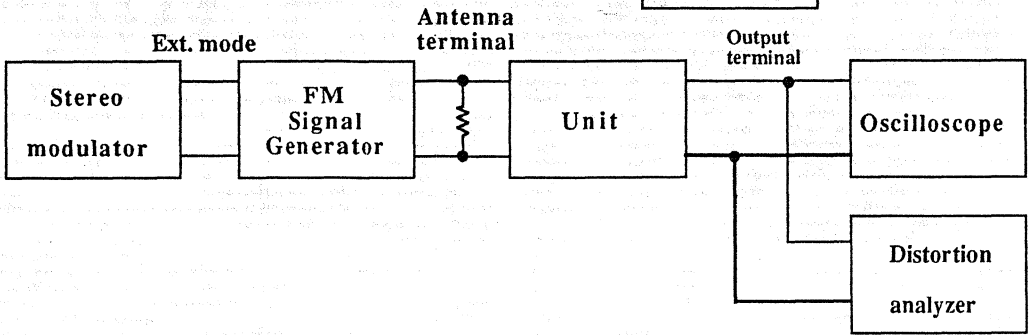 Ext. mode
Antenna
terminal
Output
terminal
Stereo
modulator
FM
Signal
Generator
Unit
Oscilloscope
Distortion
analyzer